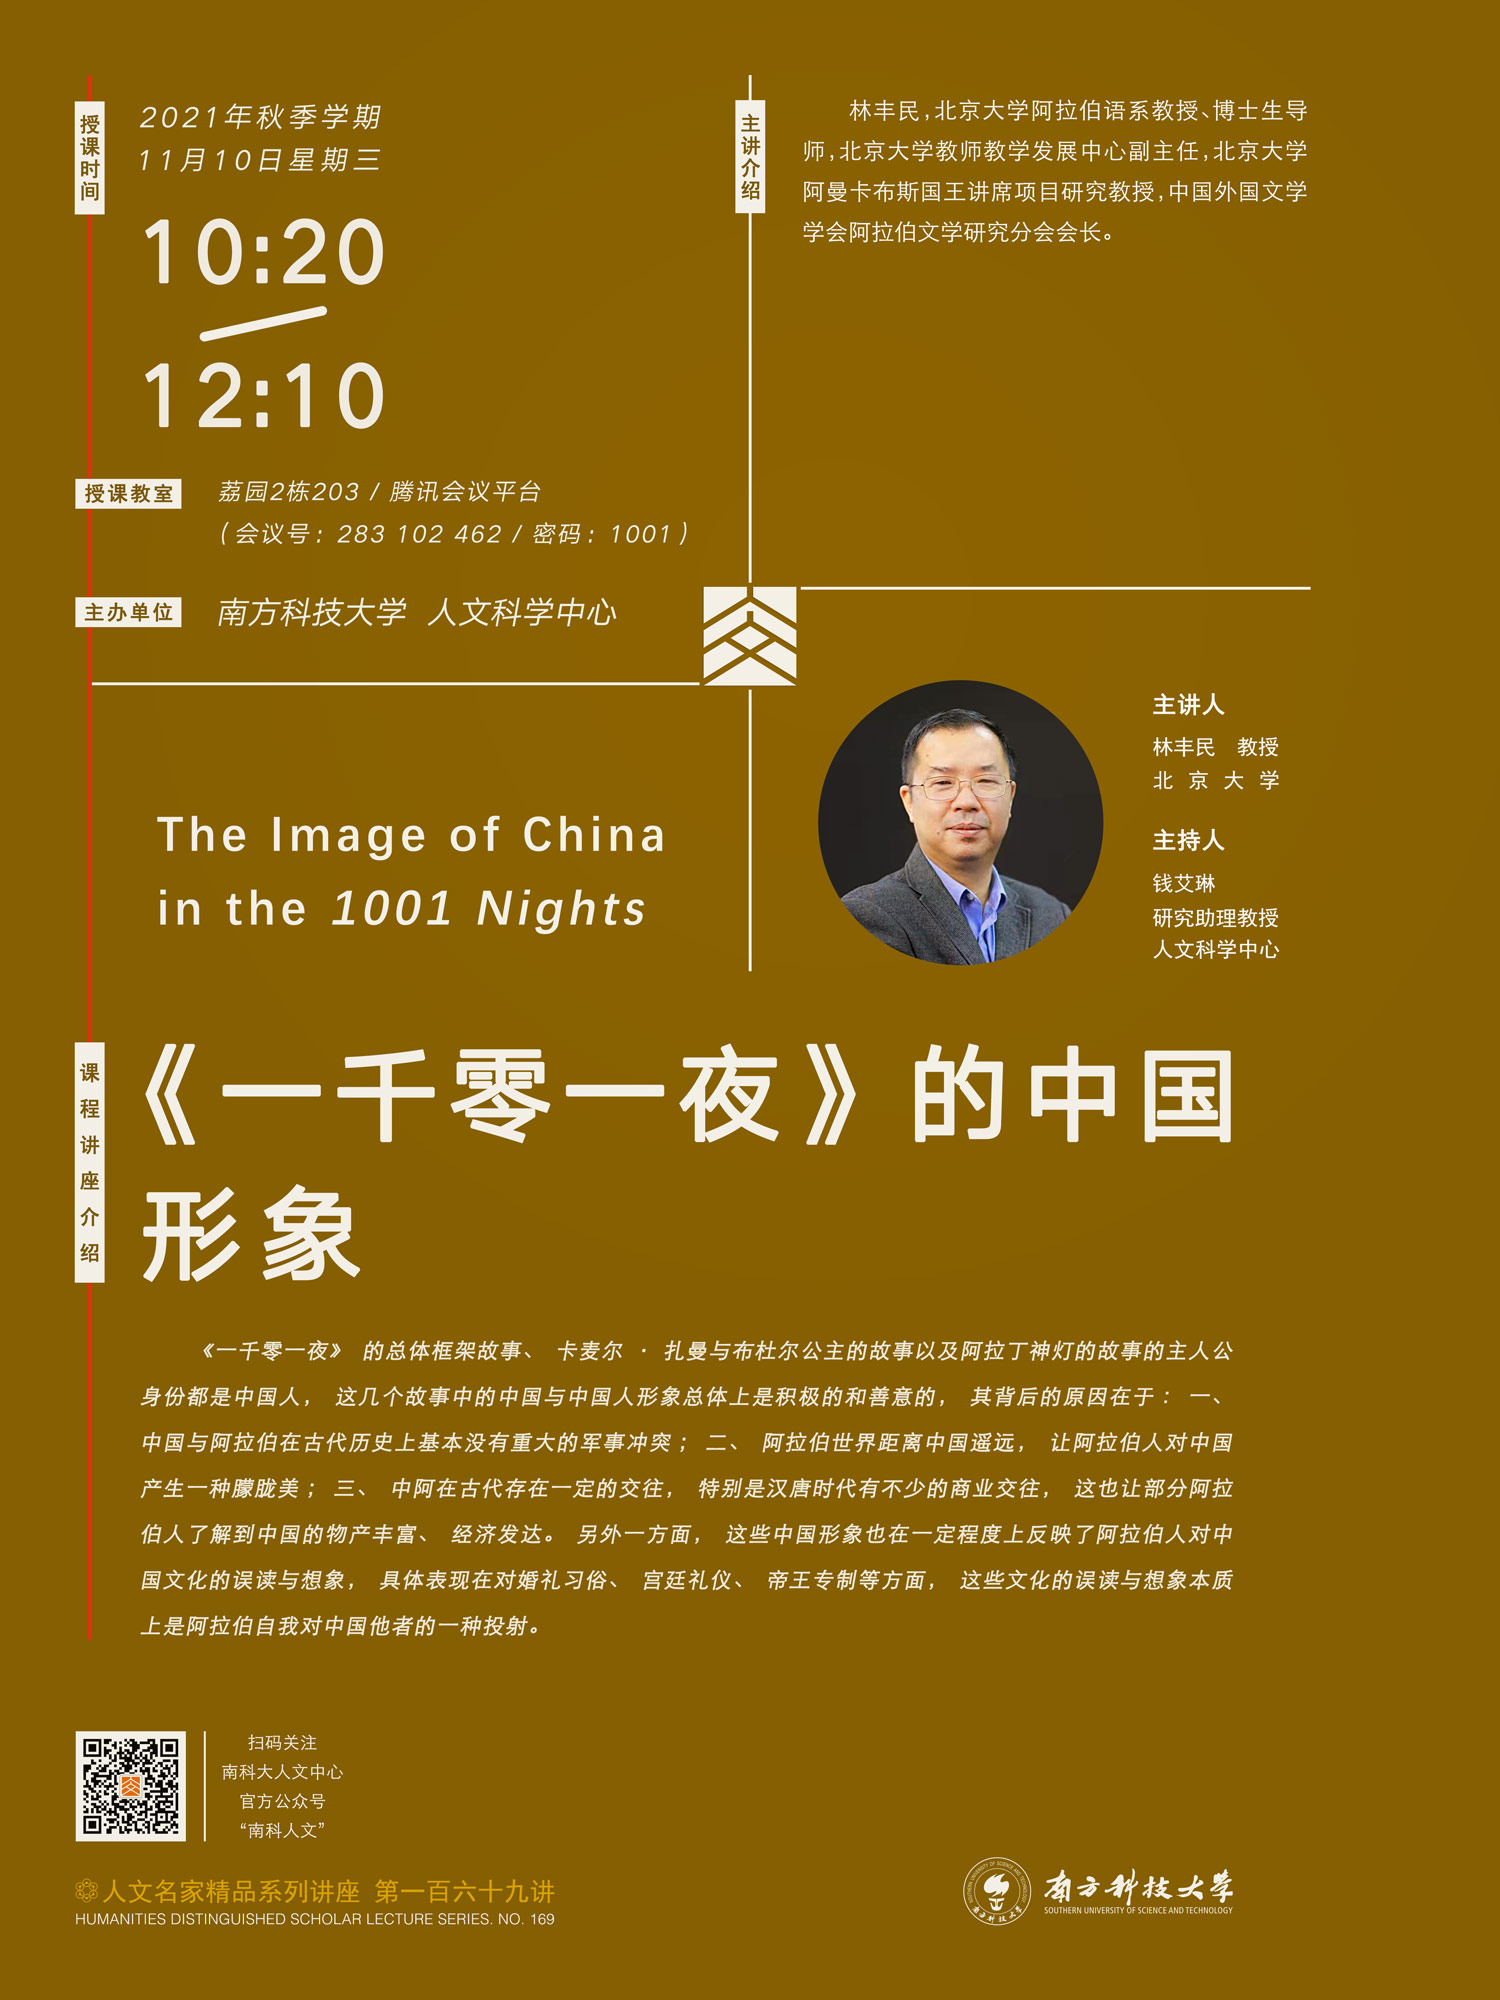 授课时间
2021年秋季学期
11月10日星期三
10:20
12:10
授课教室
荔园2栋203 / 腾讯会议平台
（会议号：283 102 462 / 密码：1001）
主办单位
南方科技大学 人文科学中心
主讲介绍
林丰民，北京大学阿拉伯语系教授、博士生导
师，北京大学教师教学发展中心副主任，北京大学
阿曼卡布斯国王讲席项目研究教授，中国外国文学
学会阿拉伯文学研究分会会长。
The Image of China
in the 1001 Nights
主讲人
林丰民 教授
北京大学
主持人
钱艾琳
研究助理教授
人文科学中心
课程讲座介绍
《一千零一夜》的中国
形象
《一千零一夜》 的总体框架故事、 卡麦尔 · 扎曼与布杜尔公主的故事以及阿拉丁神灯的故事的主人公
身份都是中国人， 这几个故事中的中国与中国人形象总体上是积极的和善意的， 其背后的原因在于： 一、
中国与阿拉伯在古代历史上基本没有重大的军事冲突； 二、 阿拉伯世界距离中国遥远， 让阿拉伯人对中国
产生一种朦胧美； 三、 中阿在古代存在一定的交往， 特别是汉唐时代有不少的商业交往， 这也让部分阿拉
伯人了解到中国的物产丰富、 经济发达。 另外一方面， 这些中国形象也在一定程度上反映了阿拉伯人对中
国文化的误读与想象， 具体表现在对婚礼习俗、 宫廷礼仪、 帝王专制等方面， 这些文化的误读与想象本质
上是阿拉伯自我对中国他者的一种投射。
扫码关注
南科大人文中心
官方公众号
“南科人文”
人文名家精品系列讲座 第一百六十九讲
HUMANITIES DISTINGUISHED SCHOLAR LECTURE SERIES. NO. 169
SOUTHERN UNIVERSITY OF SCIENCE AND TECHNOLOGY
南方科技大学
南方科技大学
SOUTHERN UNIVERSITY OF SCIENCE AND TECHNOLOGY